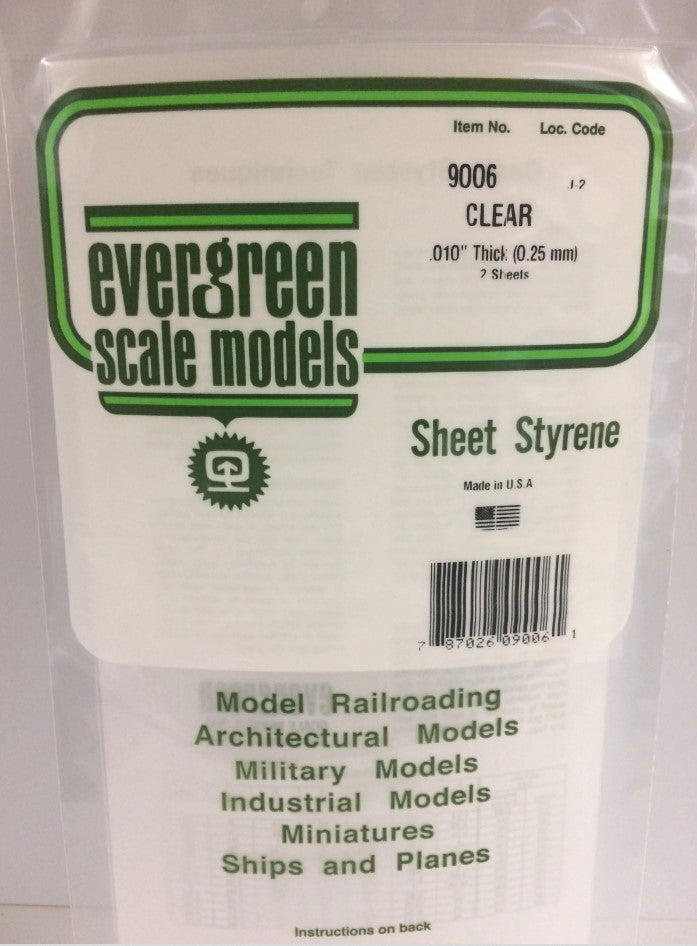 Item No. Loc. Code
9006 J-2
CLEAR
.010" Thick (0.25 mm)
2 Sheets
evergreen
scale models
Sheet Styrene
Made in U.S.A
7 87026 09006 1
Model Railroading
Architectural Models
Military Models
Industrial Models
Miniatures
Ships and Planes
Instructions on back